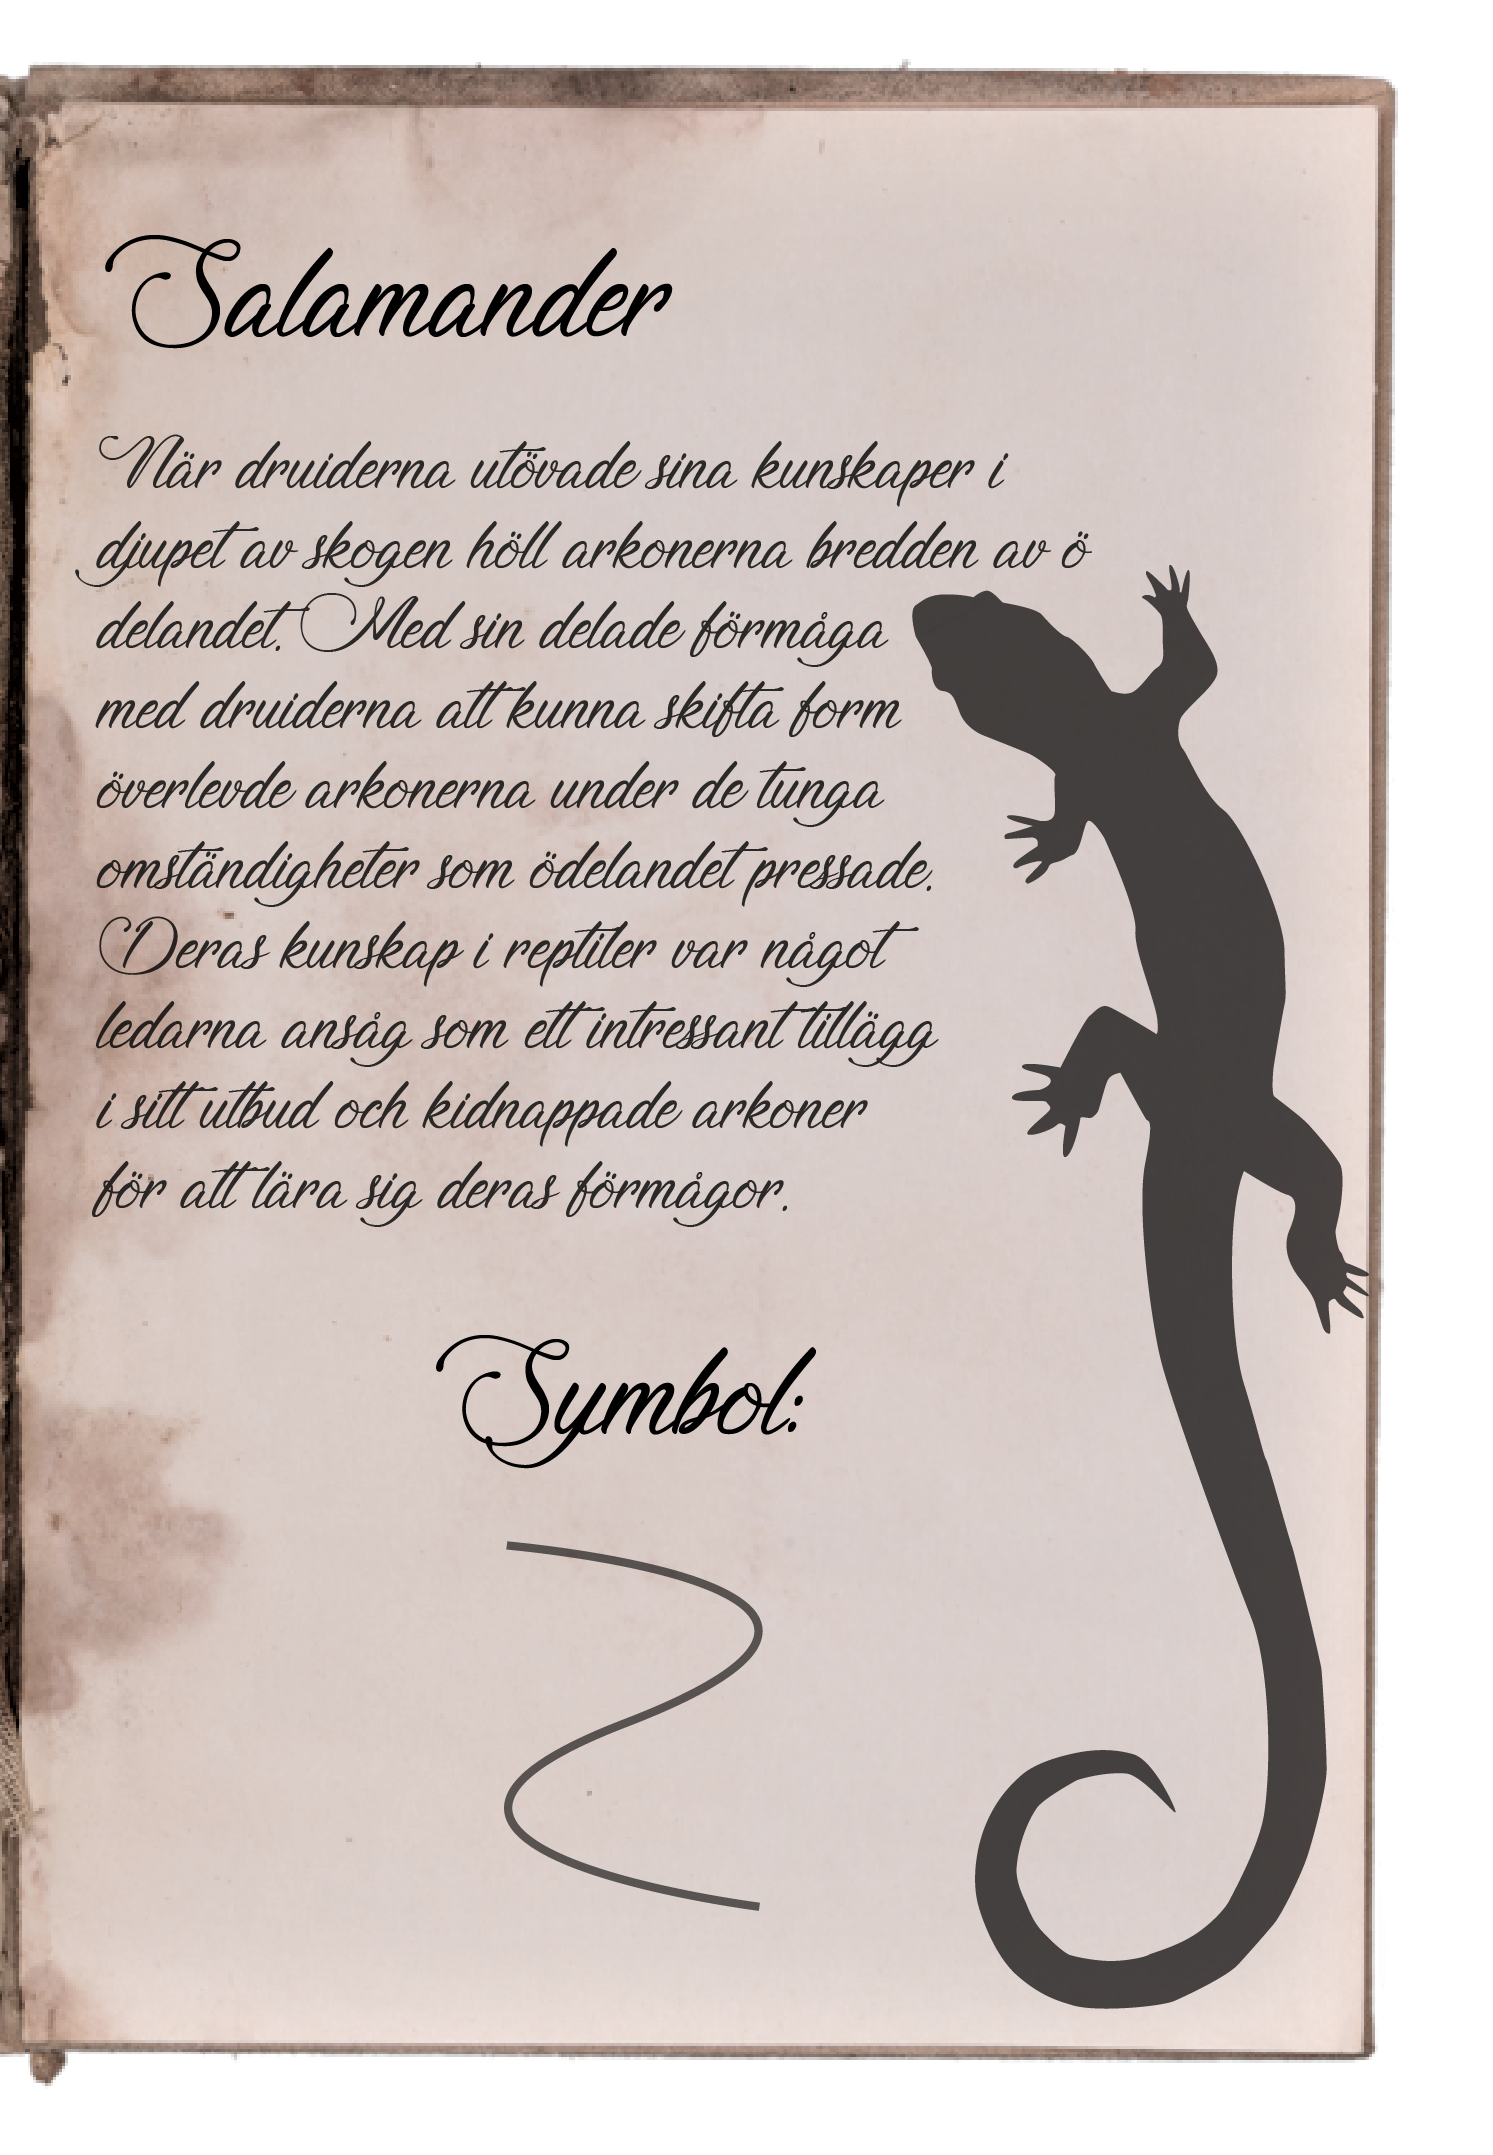 Salamander
När druiderna utövade sina kunskaper i
djupet av skogen höll arkonerna bredden av ö
delandet. Med sin delade förmåga
med druiderna att kunna skifta form
överlevde arkonerna under de tunga
omständigheter som ödelandet pressade.
Deras kunskap i reptiler var något
ledarna ansåg som ett intressant tillägg
i sitt utbud och kidnappade arkoner
för att lära sig deras förmågor.
Symbol: